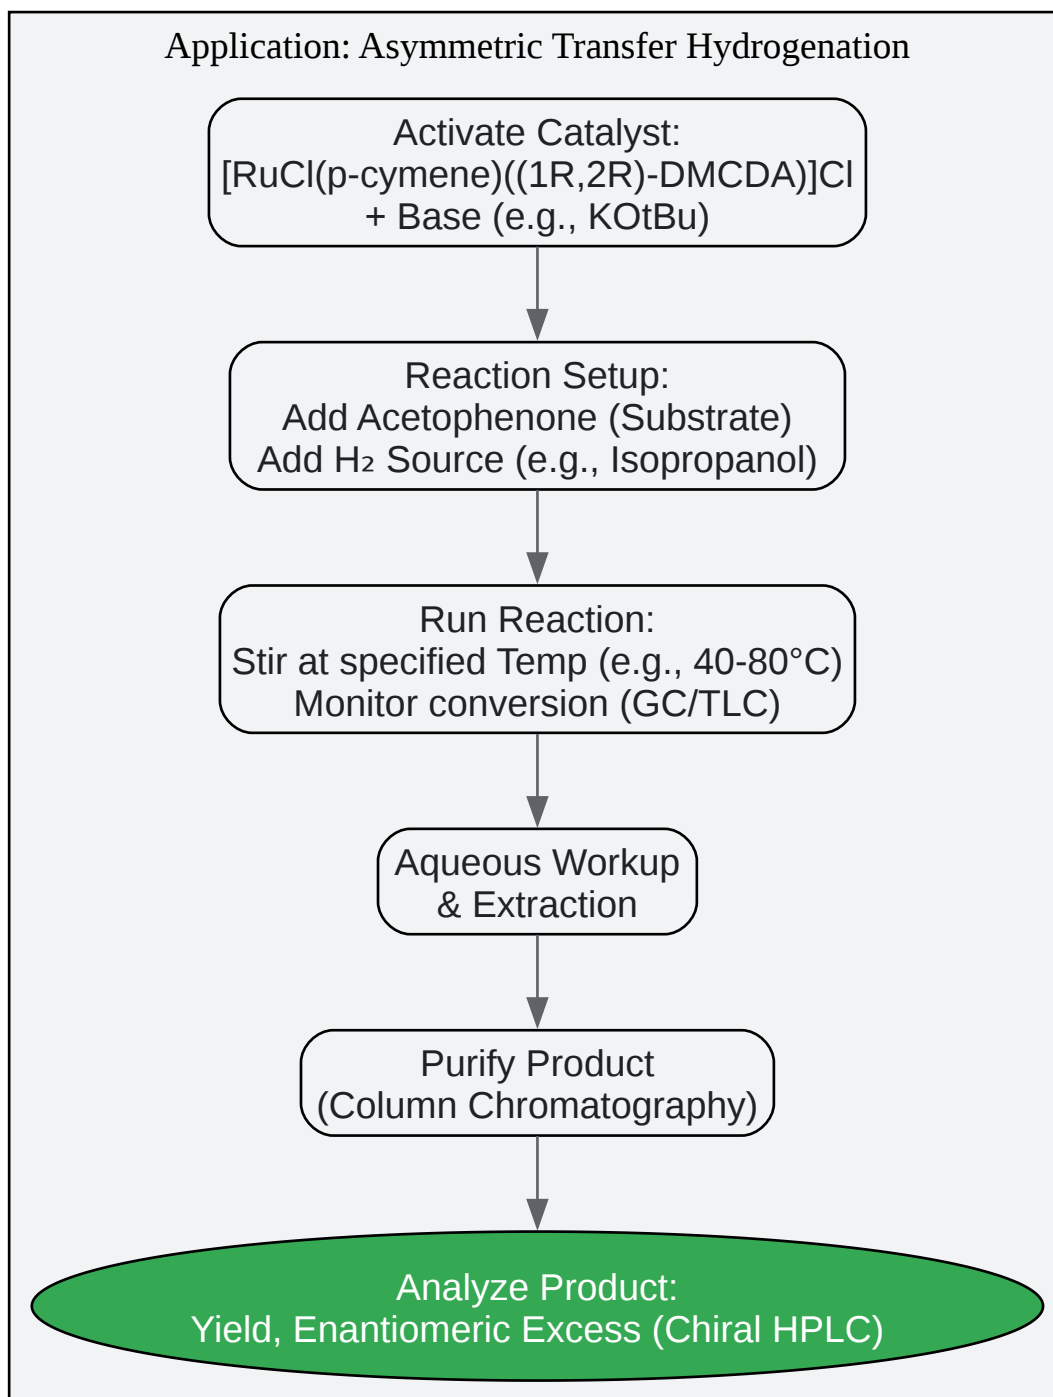 Application: Asymmetric Transfer Hydrogenation
Activate Catalyst:
[RuCl(p-cymene)((1R,2R)-DMCDA)]Cl
+ Base (e.g., KOtBu)
Reaction Setup:
Add Acetophenone (Substrate)
Add H₂ Source (e.g., Isopropanol)
Run Reaction:
Stir at specified Temp (e.g., 40-80°C)
Monitor conversion (GC/TLC)
Aqueous Workup
& Extraction
Purify Product
(Column Chromatography)
Analyze Product:
Yield, Enantiomeric Excess (Chiral HPLC)